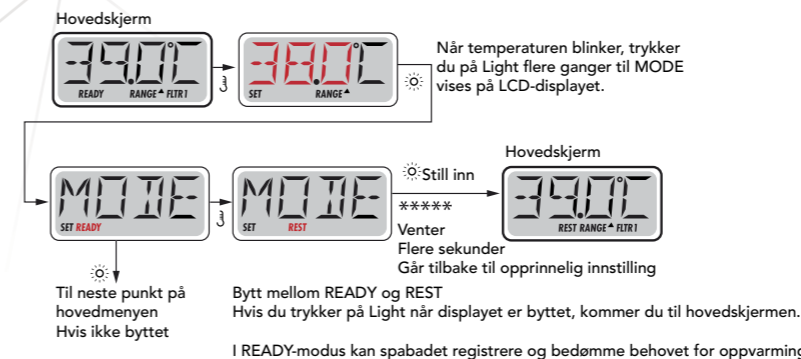 Hovedskjerm
39.0°C
READY RANGE FLTR1
38.0°C
SET RANGE
Når temperaturen blinker, trykker
du på Light flere ganger til MODE
vises på LCD-displayet.
MODE
SET READY
MODE
SET REST
Still inn
*****
Venter
Flere sekunder
Går tilbake til opprinnelig innstilling
Hovedskjerm
39.0°C
REST RANGE FLTR1
Til neste punkt på
hovedmenyen
Hvis ikke byttet
Bytt mellom READY og REST
Hvis du trykker på Light når displayet er byttet, kommer du til hovedskjermen.
I READY-modus kan spabadet registrere og bedømme behovet for oppvarming